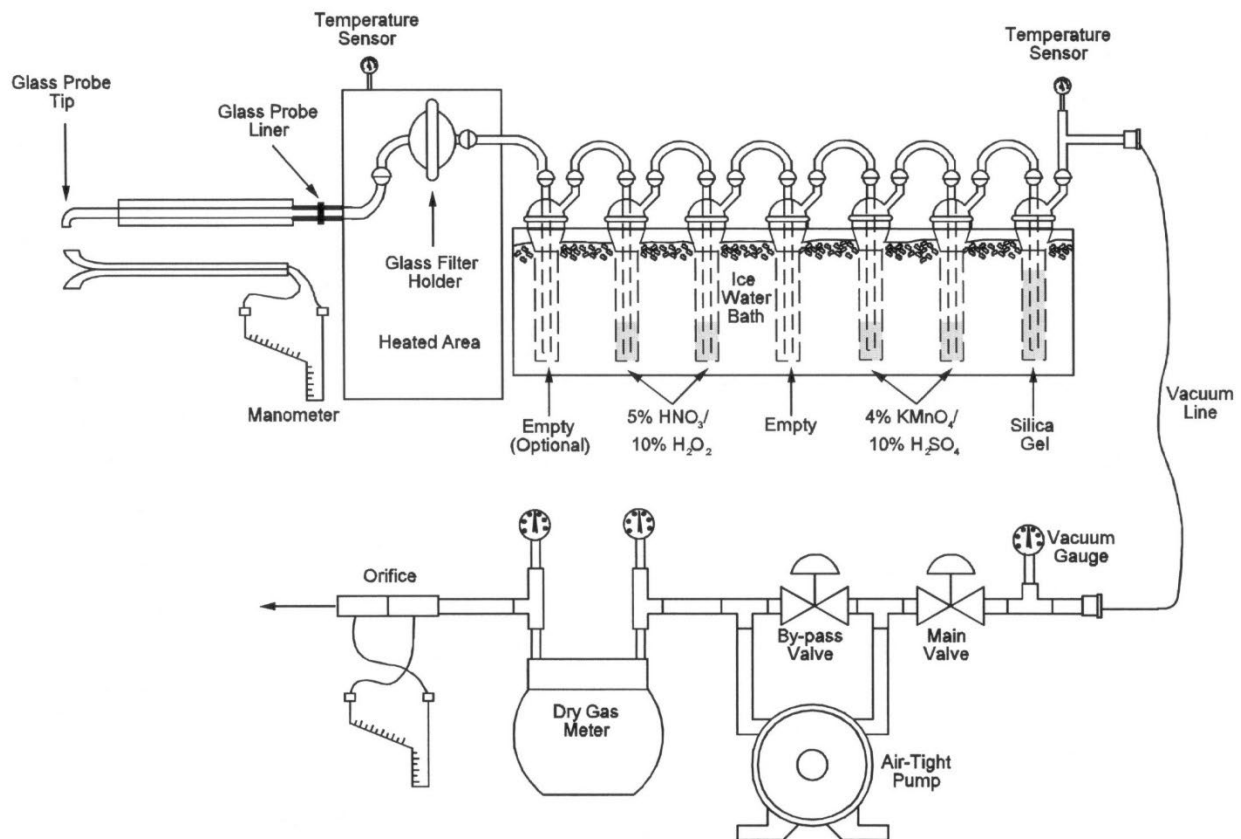 Temperature
Sensor
Temperature
Sensor
Glass Probe
Tip
Glass Probe
Liner
Glass Filter
Holder
Heated Area
Ice
Water
Bath
Manometer
Empty
(Optional)
5% HNO₃/
10% H₂O₂
Empty
4% KMnO₄/
10% H₂SO₄
Silica
Gel
Vacuum
Line
Orifice
Vacuum
Gauge
By-pass
Valve
Main
Valve
Dry Gas
Meter
Air-Tight
Pump